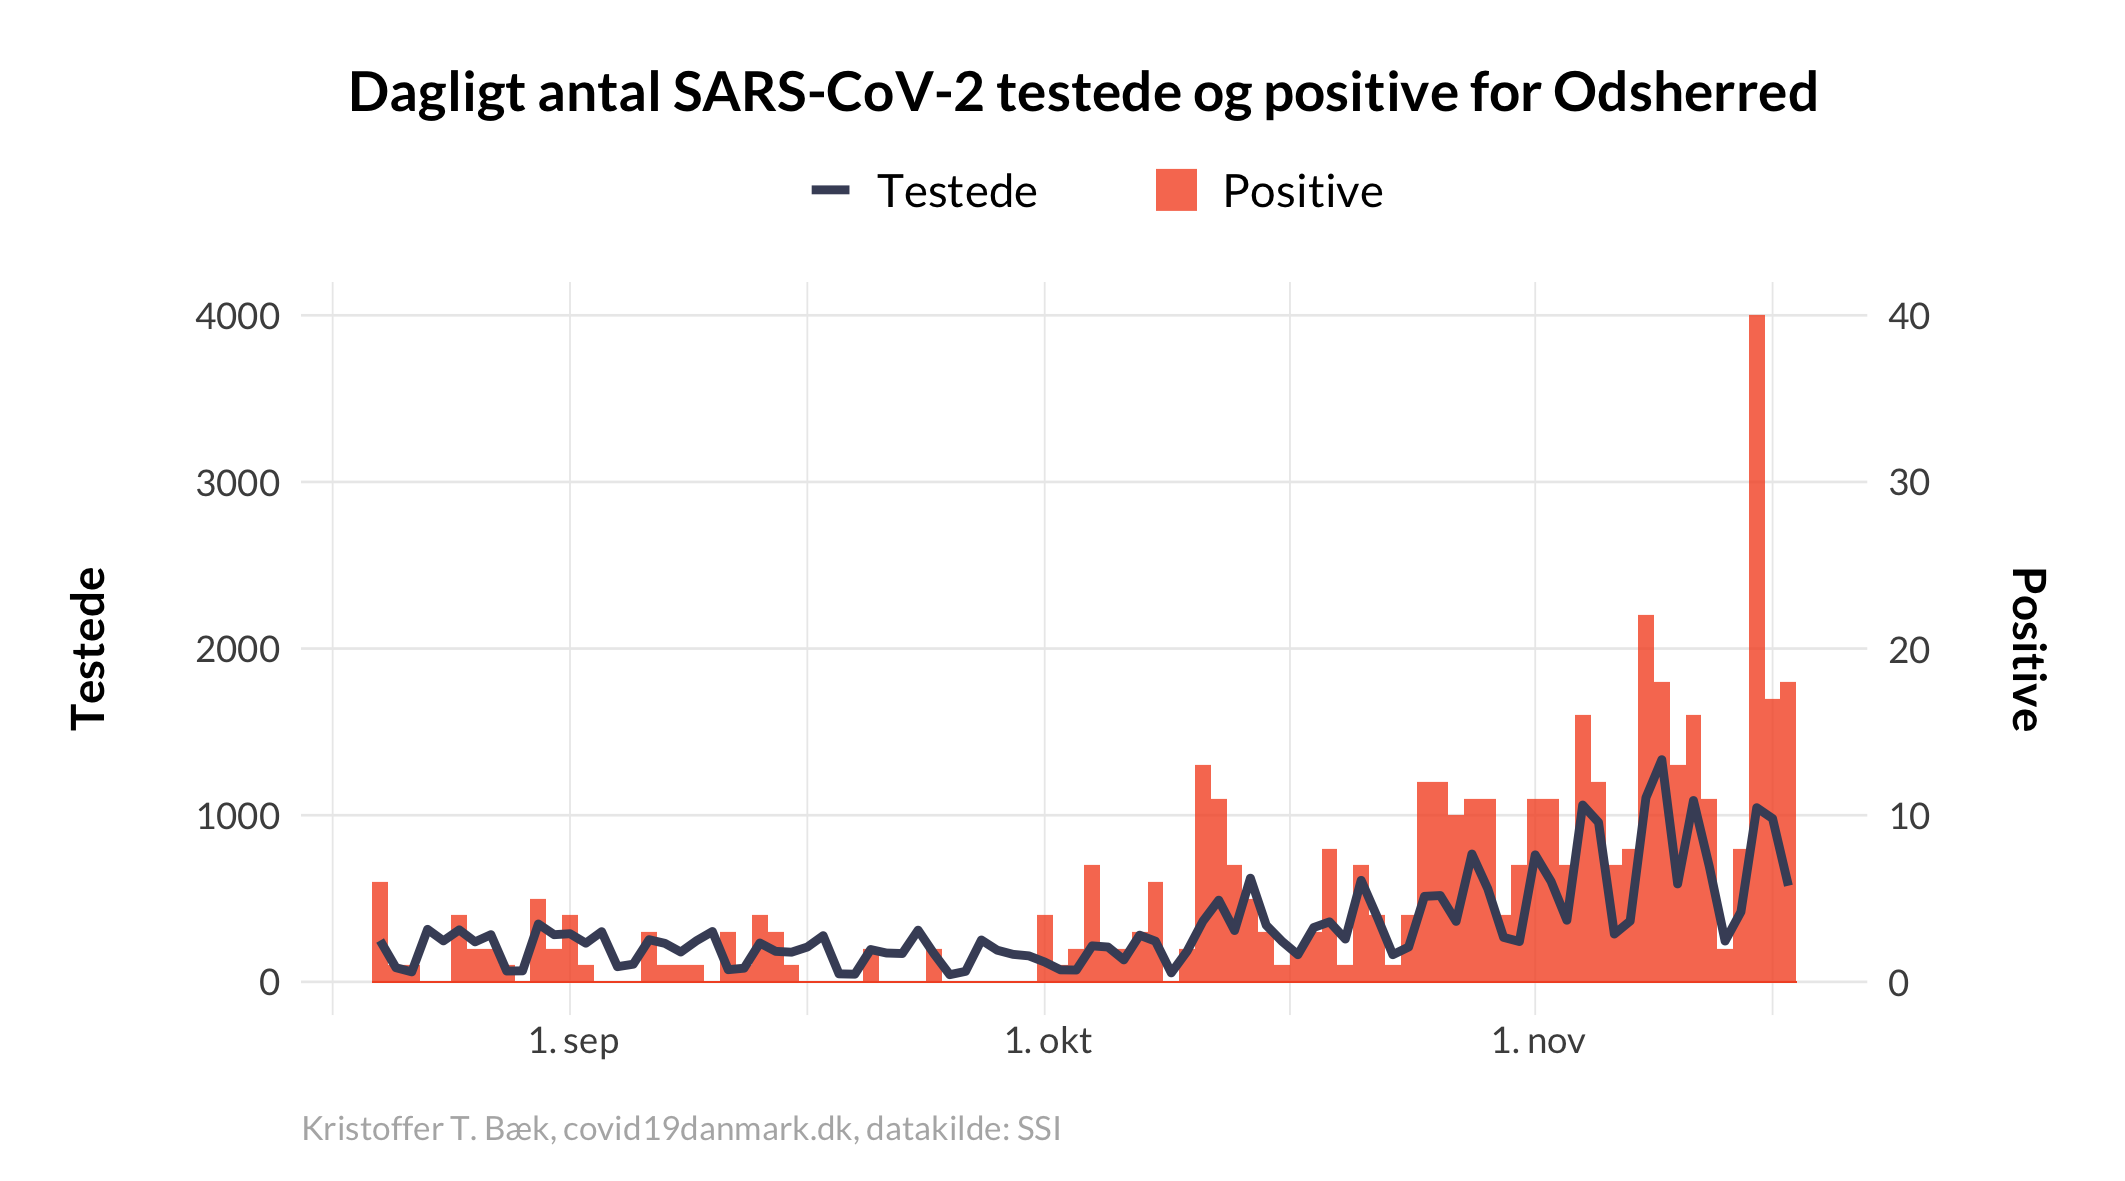 Dagligt antal SARS-CoV-2 testede og positive for Odsherred
Testede
Positive
4000
3000
2000
1000
0
40
30
20
10
0
Testede
Positive
1. sep
1. okt
1. nov
Kristoffer T. Bæk, covid19danmark.dk, datakilde: SSI